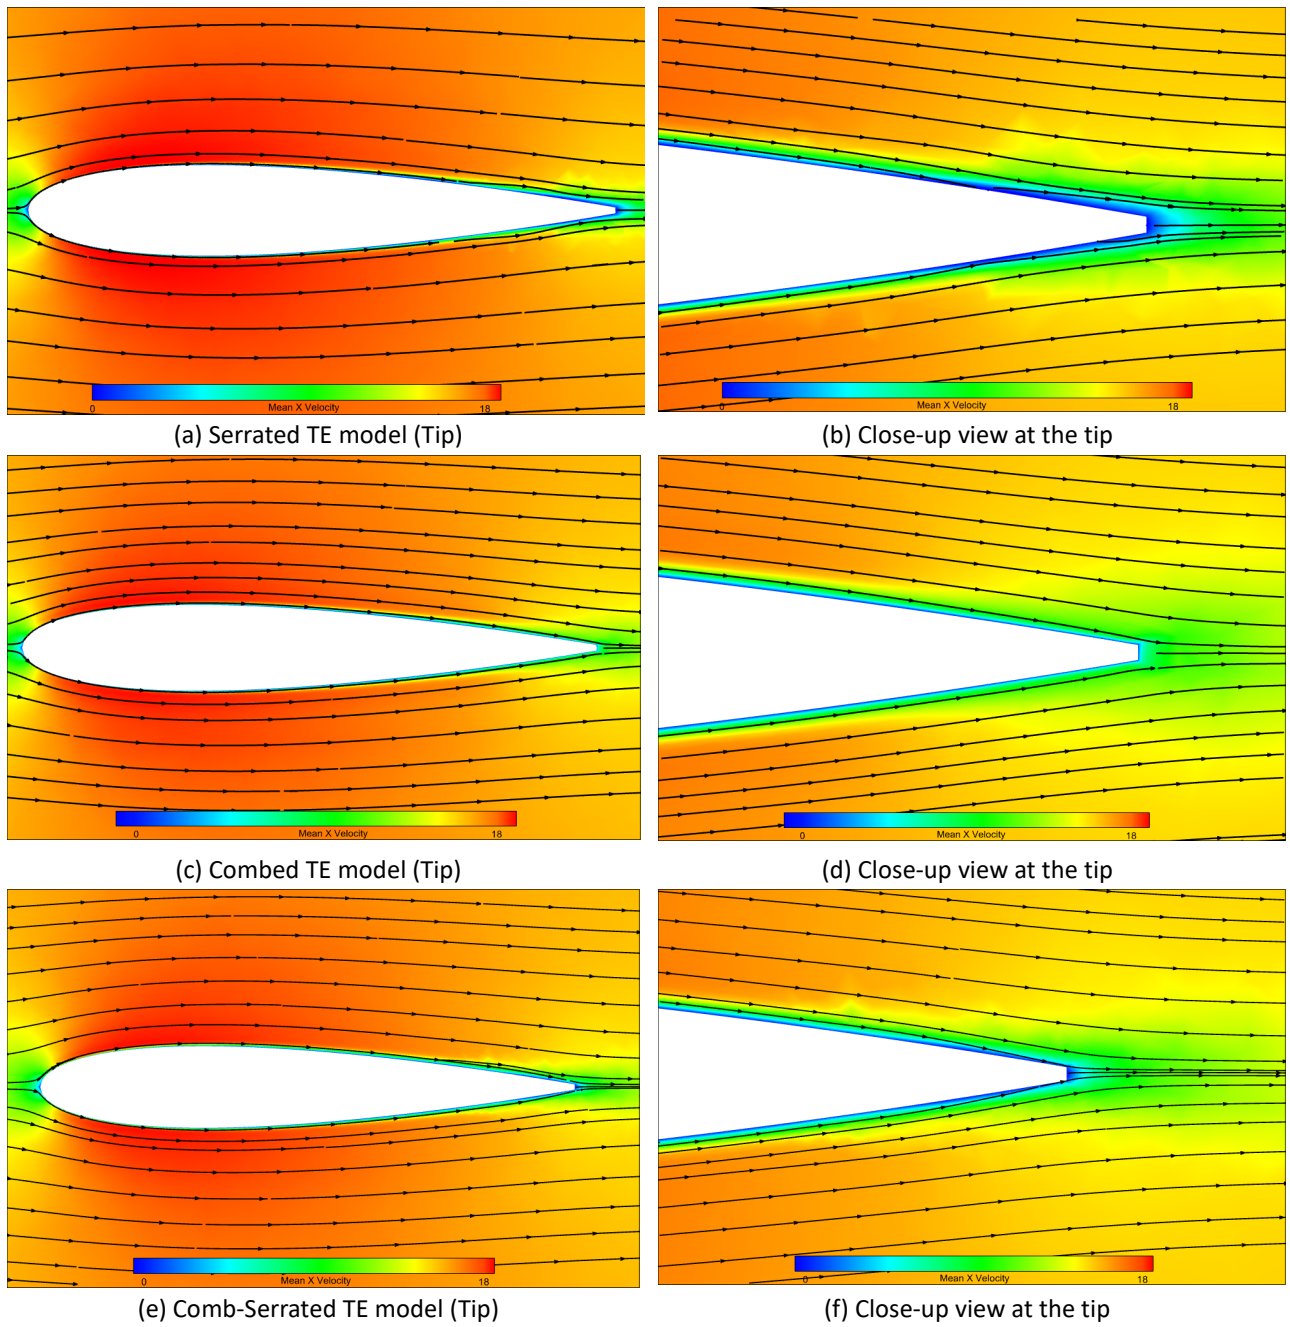 0 18
Mean X Velocity
0 18
Mean X Velocity
(a) Serrated TE model (Tip)
(b) Close-up view at the tip
0 18
Mean X Velocity
0 18
Mean X Velocity
(c) Combed TE model (Tip)
(d) Close-up view at the tip
0 18
Mean X Velocity
0 18
Mean X Velocity
(e) Comb-Serrated TE model (Tip)
(f) Close-up view at the tip